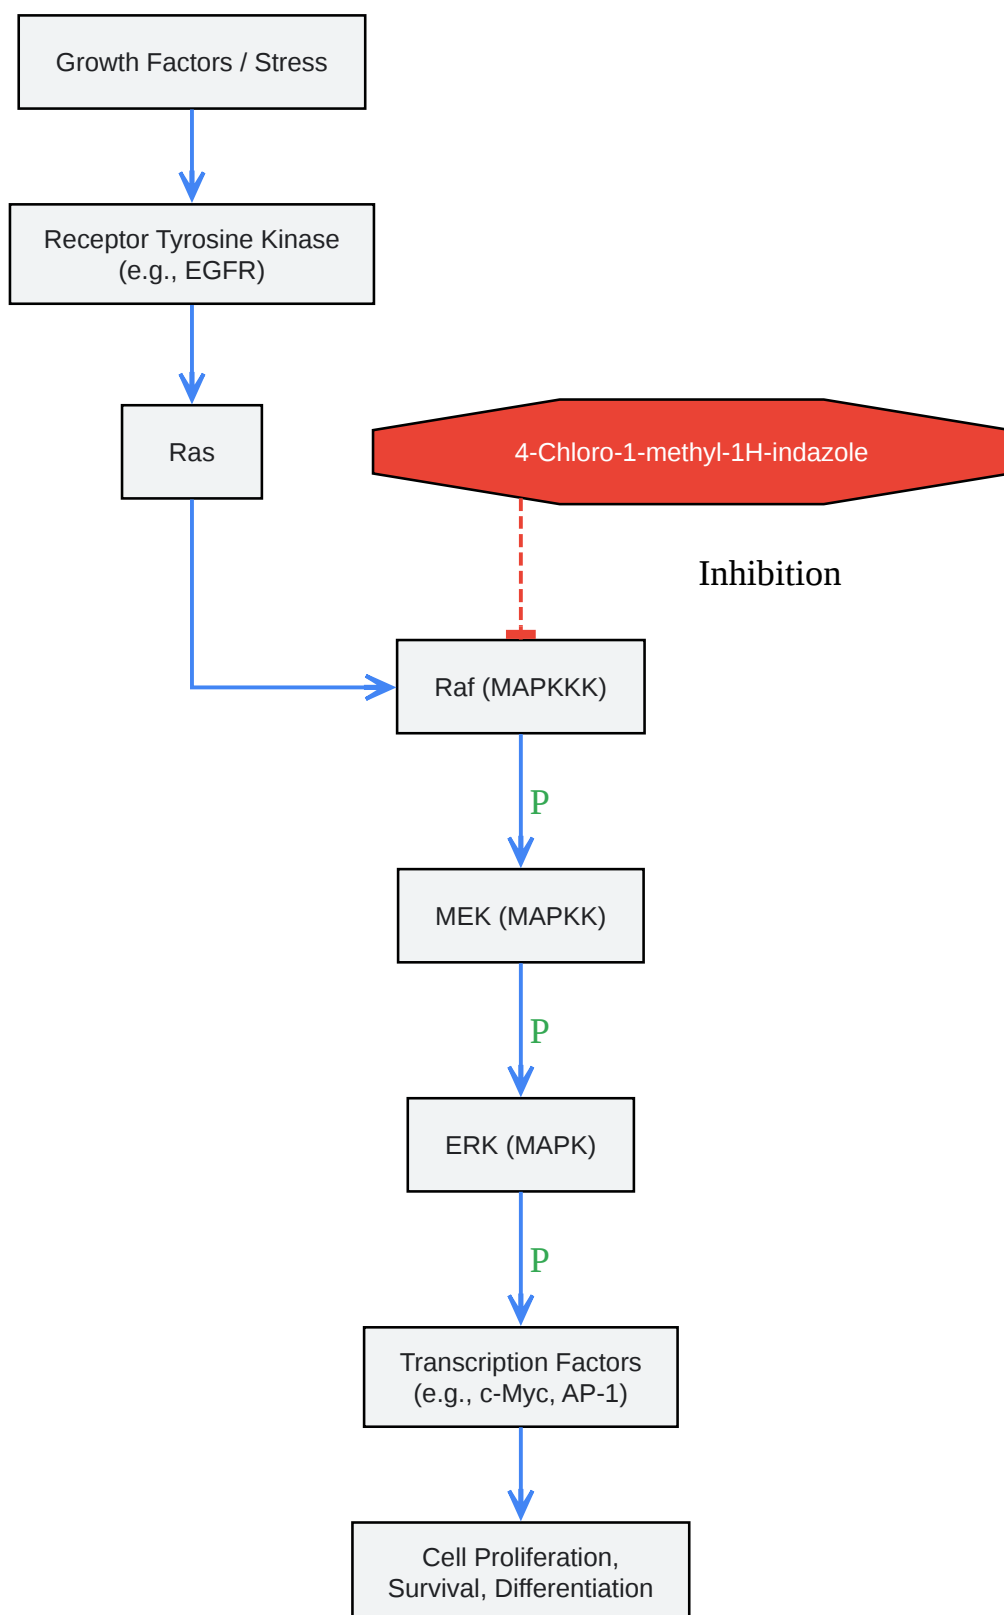 Growth Factors / Stress
Receptor Tyrosine Kinase
(e.g., EGFR)
Ras
4-Chloro-1-methyl-1H-indazole
Inhibition
Raf (MAPKKK)
P
MEK (MAPKK)
P
ERK (MAPK)
P
Transcription Factors
(e.g., c-Myc, AP-1)
Cell Proliferation,
Survival, Differentiation